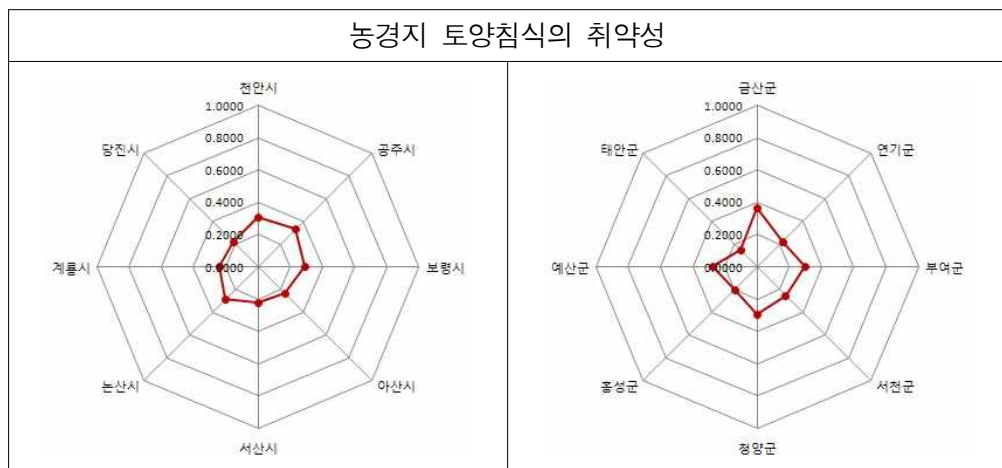 농경지 토양침식의 취약성
천안시
1.0000
0.8000
0.6000
0.4000
0.2000
0.0000
공주시
보령시
아산시
서산시
논산시
계룡시
당진시
금산군
1.0000
0.8000
0.6000
0.4000
0.2000
0.0000
연기군
부여군
서천군
청양군
홍성군
예산군
태안군